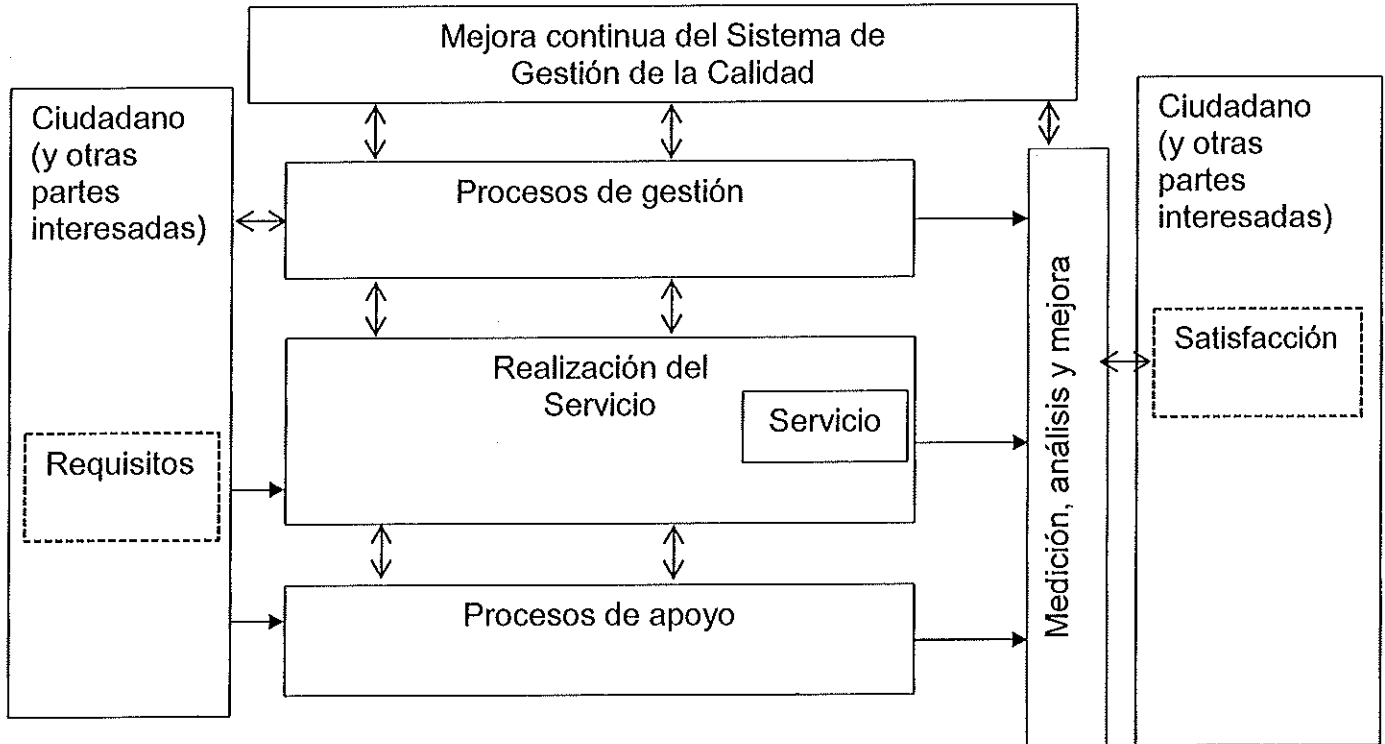 Mejora continua del Sistema de
Gestión de la Calidad
Ciudadano
(y otras
partes
interesadas)
Requisitos
Procesos de gestión
Realización del
Servicio
Servicio
Procesos de apoyo
Medición, análisis y mejora
Ciudadano
(y otras
partes
interesadas)
Satisfacción